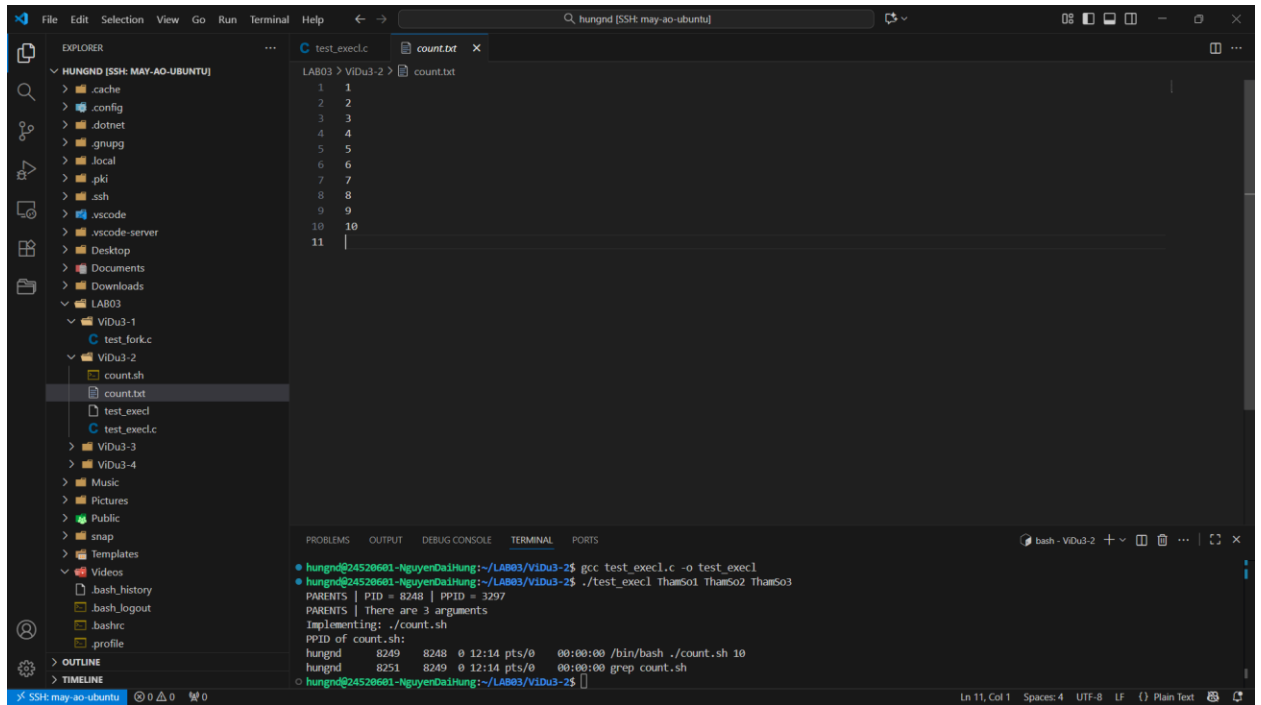 File Edit Selection View Go Run Terminal Help
hungnd [SSH: may-ao-ubuntu]
EXPLORER
HUNGND [SSH: MAY-AO-UBUNTU]
.cache
.config
.dotnet
.gnupg
.local
.pki
.ssh
.vscode
.vscode-server
Desktop
Documents
Downloads
LAB03
ViDu3-1
C test_fork.c
ViDu3-2
count.sh
count.txt
test_execl
C test_execl.c
ViDu3-3
ViDu3-4
Music
Pictures
Public
snap
Templates
Videos
.bash_history
.bash_logout
.bashrc
.profile
OUTLINE
TIMELINE
C test_execl.c count.txt
LAB03 > ViDu3-2 > count.txt
1 1
2 2
3 3
4 4
5 5
6 6
7 7
8 8
9 9
10 10
11
PROBLEMS OUTPUT DEBUG CONSOLE TERMINAL PORTS
bash - ViDu3-2
hungnd@24520601-NguyenDaiHung:~/LAB03/ViDu3-2$ gcc test_execl.c -o test_execl
hungnd@24520601-NguyenDaiHung:~/LAB03/ViDu3-2$ ./test_execl ThamSo1 ThamSo2 ThamSo3
PARENTS | PID = 8248 | PPID = 3297
PARENTS | There are 3 arguments
Implementing: ./count.sh
PPID of count.sh:
hungnd 8249 8248 0 12:14 pts/0 00:00:00 /bin/bash ./count.sh 10
hungnd 8251 8249 0 12:14 pts/0 00:00:00 grep count.sh
hungnd@24520601-NguyenDaiHung:~/LAB03/ViDu3-2$
SSH: may-ao-ubuntu 0 0 0
Ln 11, Col 1 Spaces: 4 UTF-8 LF {} Plain Text